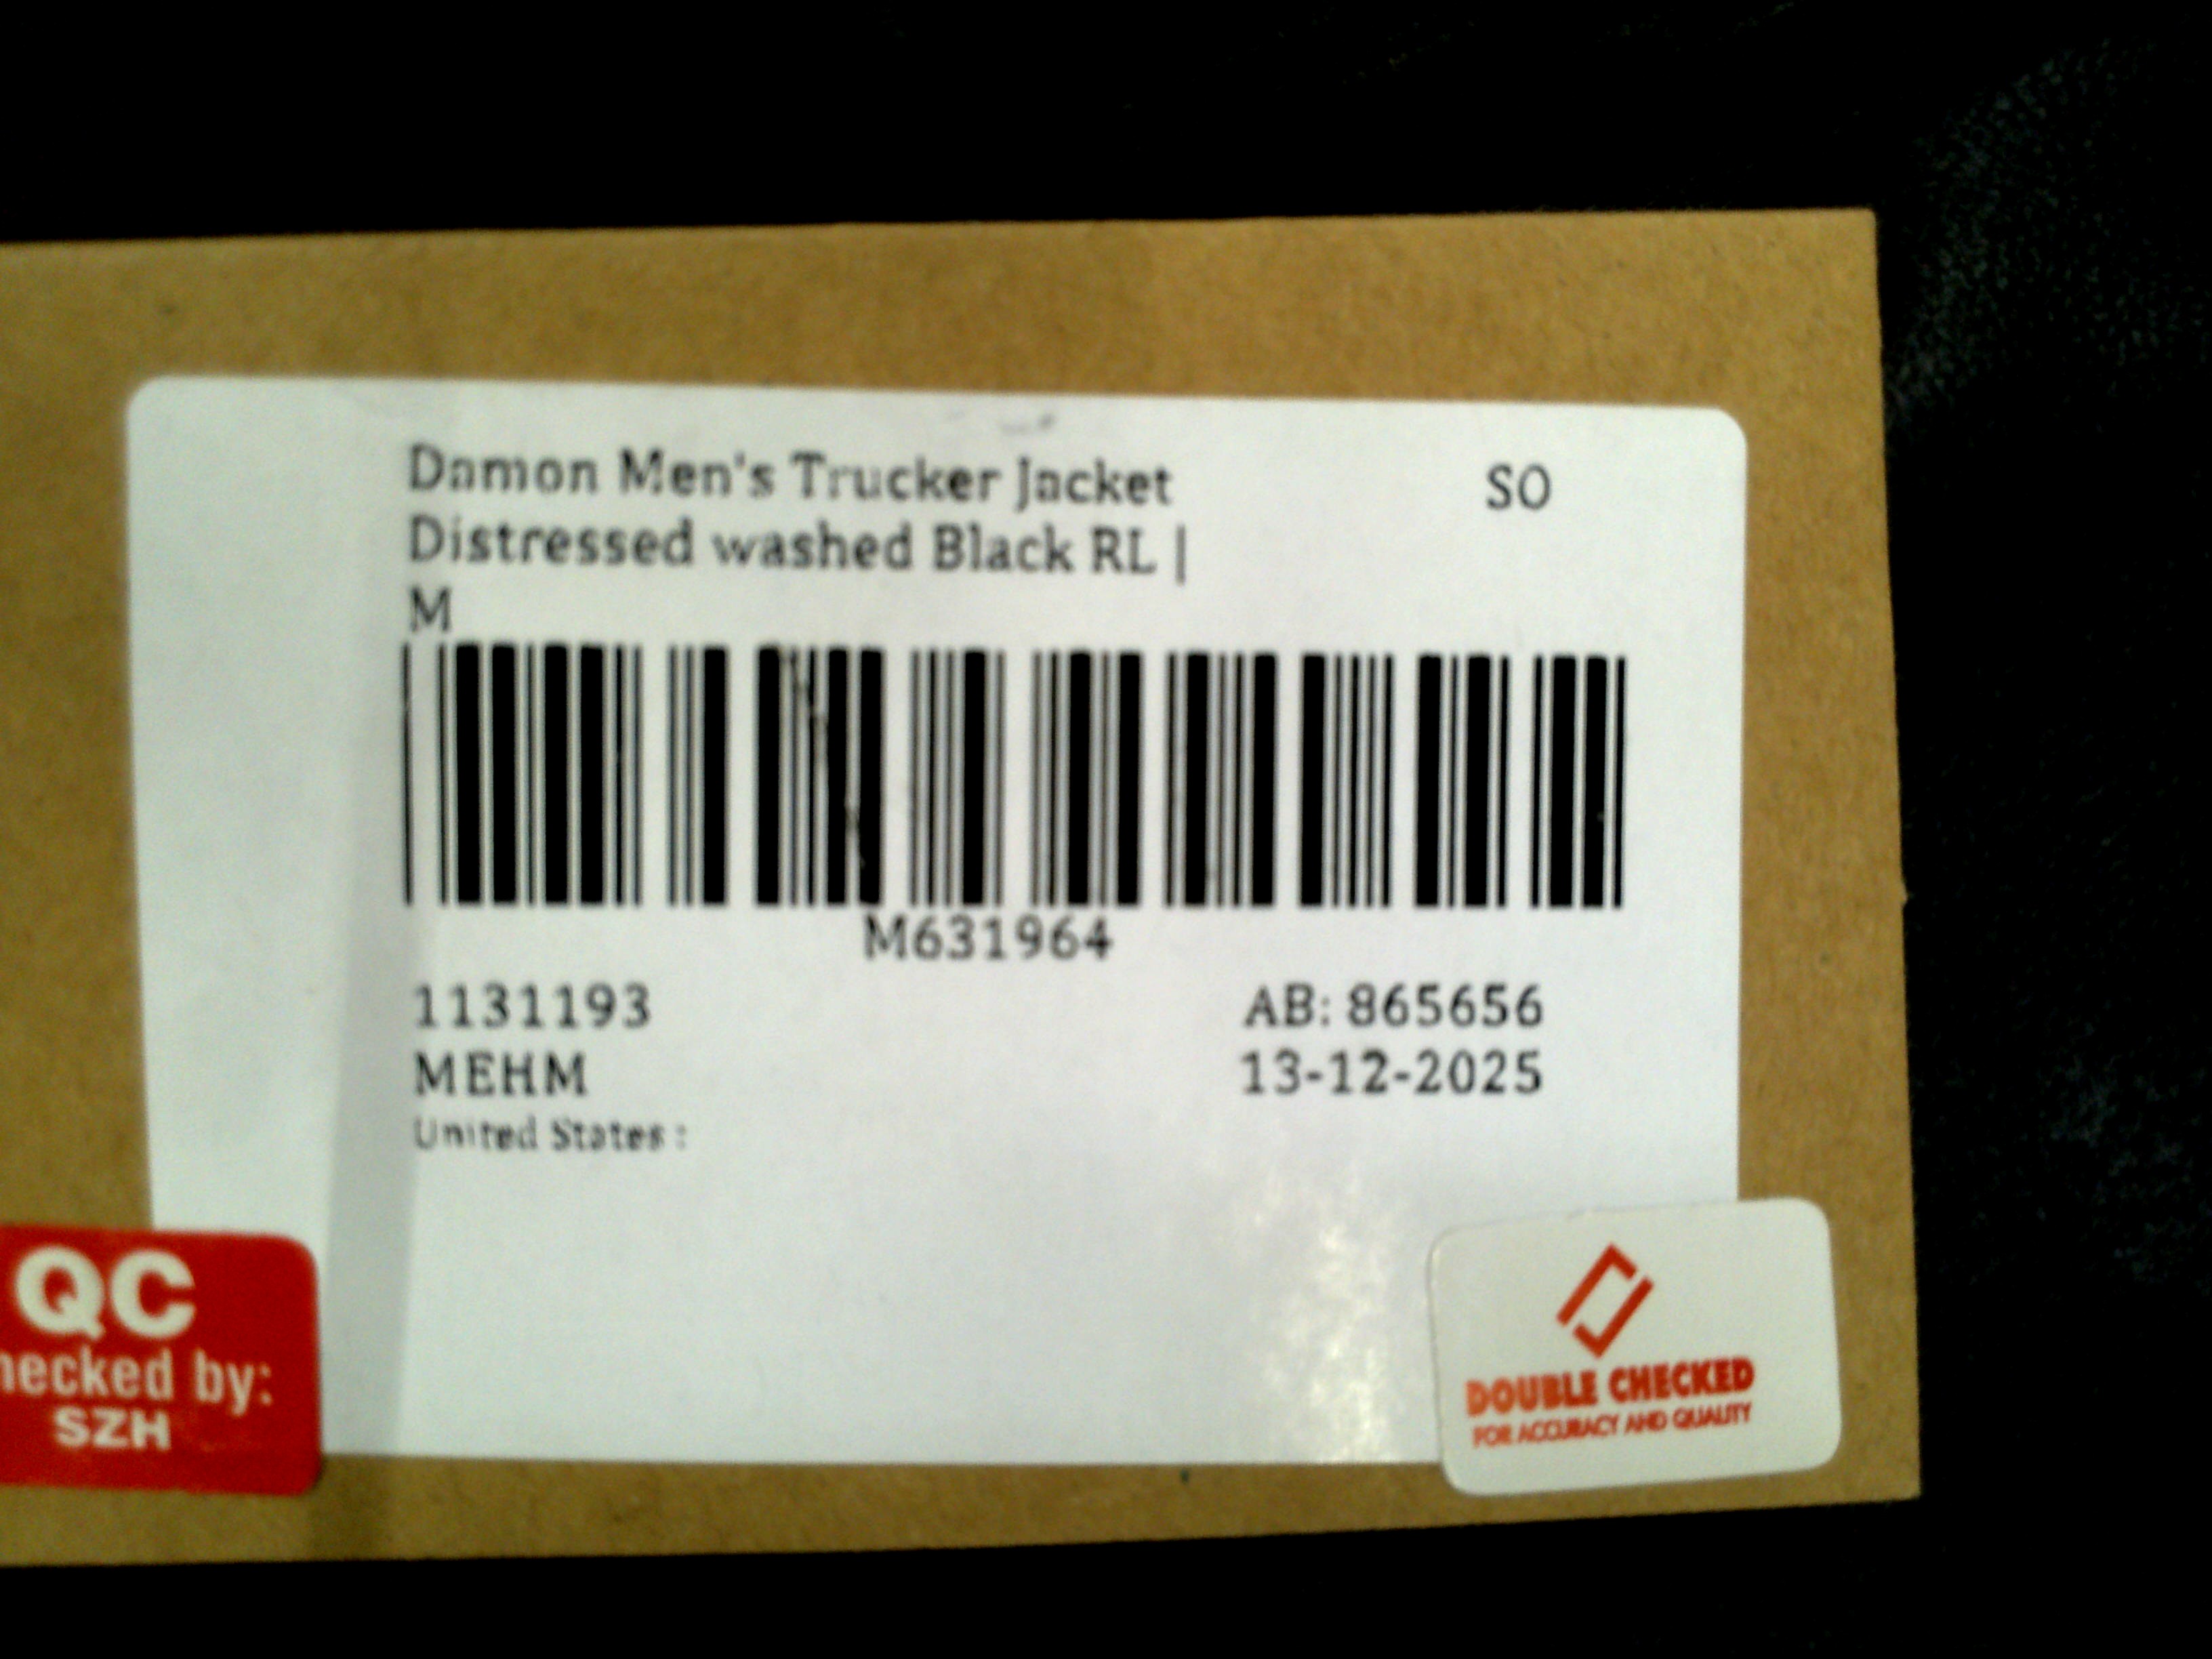 Damon Men's Trucker Jacket
SO
Distressed washed Black RL |
M
M631964
1131193
AB: 865656
MEHM
13-12-2025
United States :
QC
hecked by:
SZH
DOUBLE CHECKED
FOR ACCURACY AND QUALITY